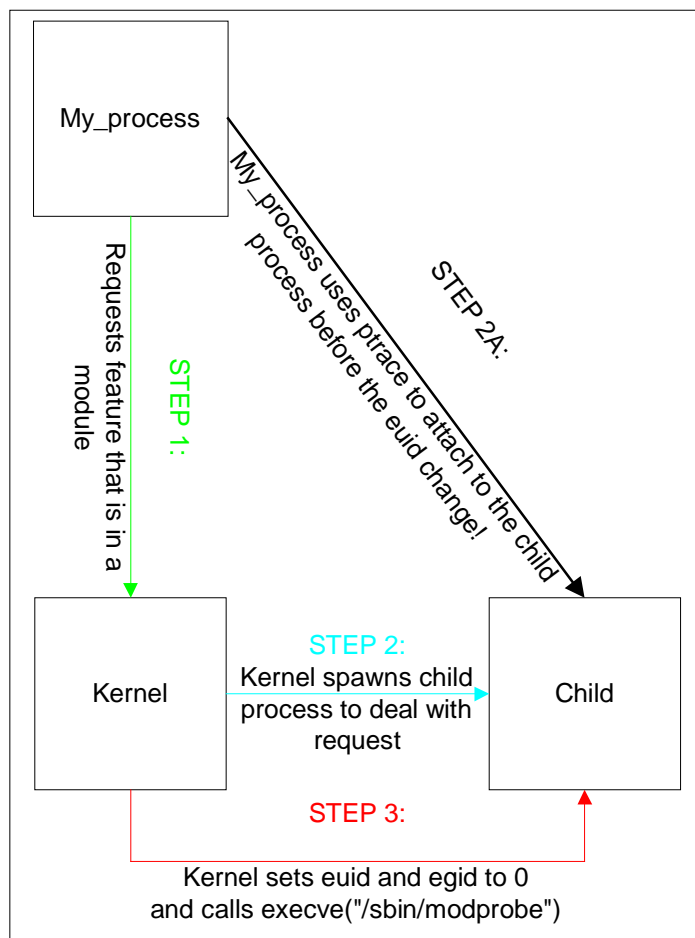 My_process
My_process uses ptrace to attach to the child
process before the euid change!
STEP 2A:
Requests feature that is in a
module
STEP 1:
Kernel
STEP 2:
Kernel spawns child
process to deal with
request
Child
STEP 3:
Kernel sets euid and egid to 0
and calls execve("/sbin/modprobe")